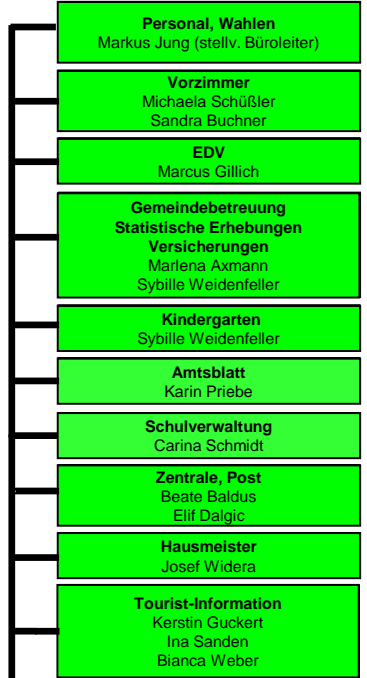 Personal, Wahlen
Markus Jung (stellv. Büroleiter)
Vorzimmer
Michaela Schüßler
Sandra Buchner
EDV
Marcus Gillich
Gemeindebetreuung
Statistische Erhebungen
Versicherungen
Marlena Axmann
Sybille Weidenfeller
Kindergarten
Sybille Weidenfeller
Amtsblatt
Karin Priebe
Schulverwaltung
Carina Schmidt
Zentrale, Post
Beate Baldus
Elif Dalgic
Hausmeister
Josef Widera
Tourist-Information
Kerstin Guckert
Ina Sanden
Bianca Weber